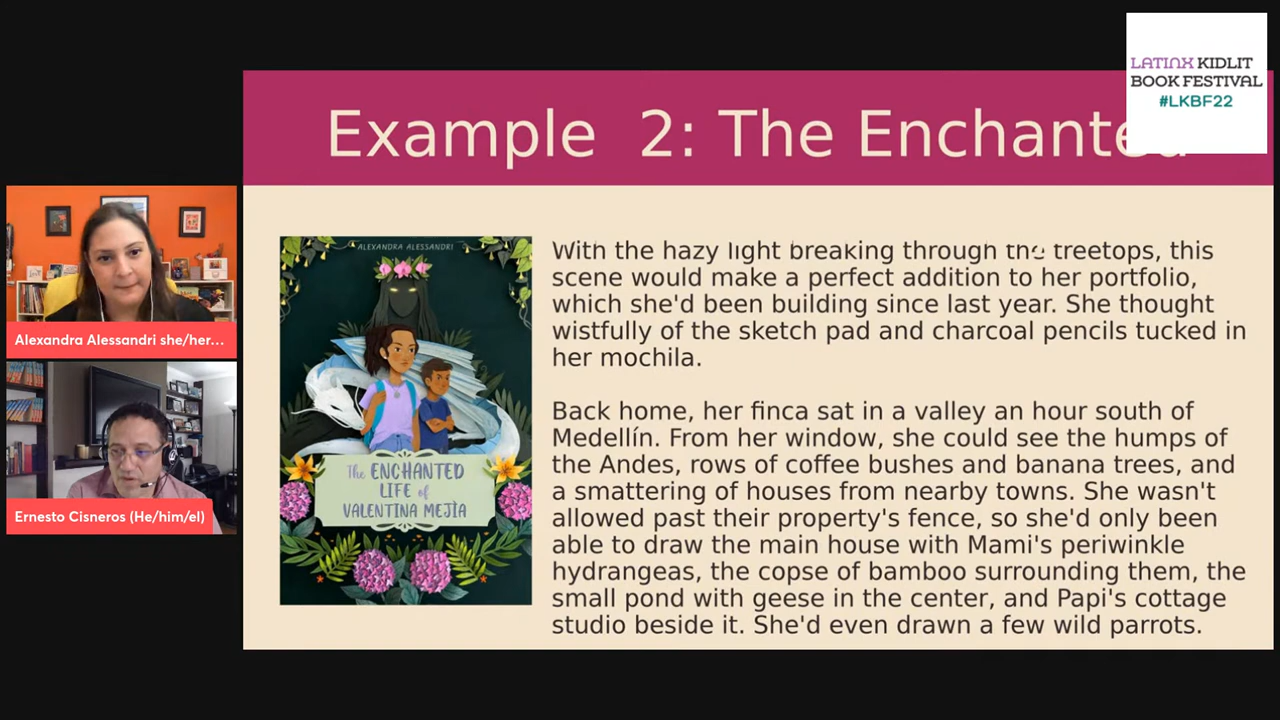 LATINX KIDLIT
BOOK FESTIVAL
#LKBF22
Example 2: The Enchanted
ALEXANDRA ALESSANDRI
The ENCHANTED
LIFE of
VALENTINA MEJÍA
With the hazy light breaking through the treetops, this
scene would make a perfect addition to her portfolio,
which she'd been building since last year. She thought
wistfully of the sketch pad and charcoal pencils tucked in
her mochila.
Back home, her finca sat in a valley an hour south of
Medellín. From her window, she could see the humps of
the Andes, rows of coffee bushes and banana trees, and
a smattering of houses from nearby towns. She wasn't
allowed past their property's fence, so she'd only been
able to draw the main house with Mami's periwinkle
hydrangeas, the copse of bamboo surrounding them, the
small pond with geese in the center, and Papi's cottage
studio beside it. She'd even drawn a few wild parrots.
Alexandra Alessandri she/her...
Ernesto Cisneros (He/him/el)